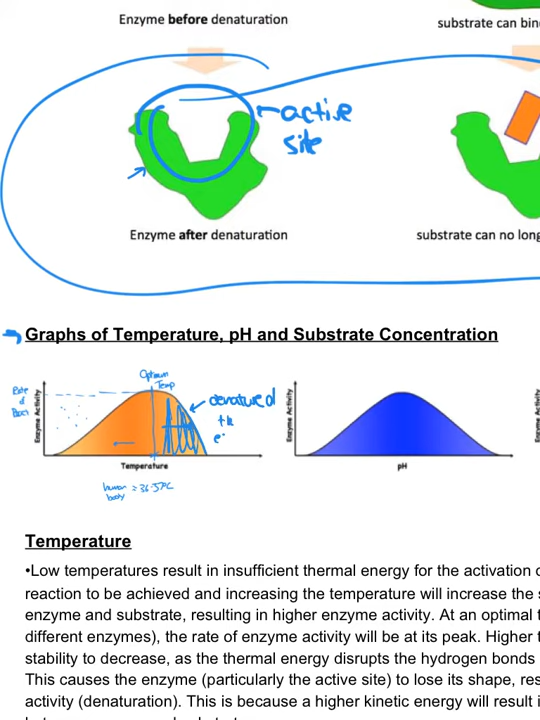 Enzyme before denaturation
substrate can bin
active
site
Enzyme after denaturation
substrate can no long
Graphs of Temperature, pH and Substrate Concentration
Optimum
Temp
Rate
of
denatured
Enzyme Activity
Temperature
Enzyme Activity
pH
Enzyme Activity
human = 36.5°C
body
Temperature
•Low temperatures result in insufficient thermal energy for the activation o
reaction to be achieved and increasing the temperature will increase the s
enzyme and substrate, resulting in higher enzyme activity. At an optimal t
different enzymes), the rate of enzyme activity will be at its peak. Higher t
stability to decrease, as the thermal energy disrupts the hydrogen bonds
This causes the enzyme (particularly the active site) to lose its shape, res
activity (denaturation). This is because a higher kinetic energy will result i